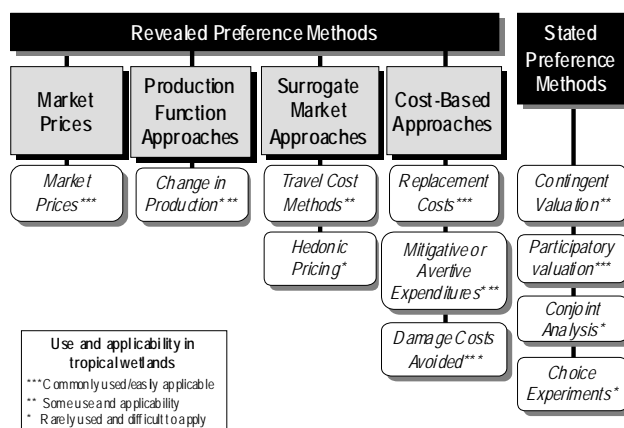 Revealed Preference Methods
Stated
Preference
Methods
Market
Prices
Production
Function
Approaches
Surrogate
Market
Approaches
Cost-Based
Approaches
Market
Prices***
Change in
Production***
Travel Cost
Methods**
Hedonic
Pricing*
Replacement
Costs***
Mitigative or
Avertive
Expenditures***
Damage Costs
Avoided***
Contingent
Valuation**
Participatory
valuation***
Conjoint
Analysis*
Choice
Experiments*
Use and applicability in
tropical wetlands
***Commonly used/easily applicable
** Some use and applicability
* Rarely used and difficult to apply